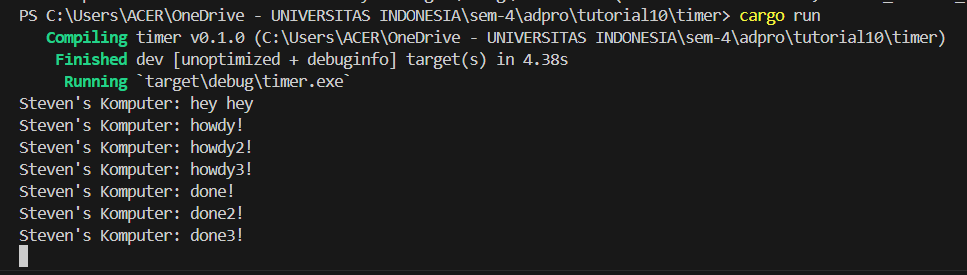 PS C:\Users\ACER\OneDrive - UNIVERSITAS INDONESIA\sem-4\adpro\tutorial10\timer> cargo run
Compiling timer v0.1.0 (C:\Users\ACER\OneDrive - UNIVERSITAS INDONESIA\sem-4\adpro\tutorial10\timer)
Finished dev [unoptimized + debuginfo] target(s) in 4.38s
Running `target\debug\timer.exe`
Steven's Komputer: hey hey
Steven's Komputer: howdy!
Steven's Komputer: howdy2!
Steven's Komputer: howdy3!
Steven's Komputer: done!
Steven's Komputer: done2!
Steven's Komputer: done3!